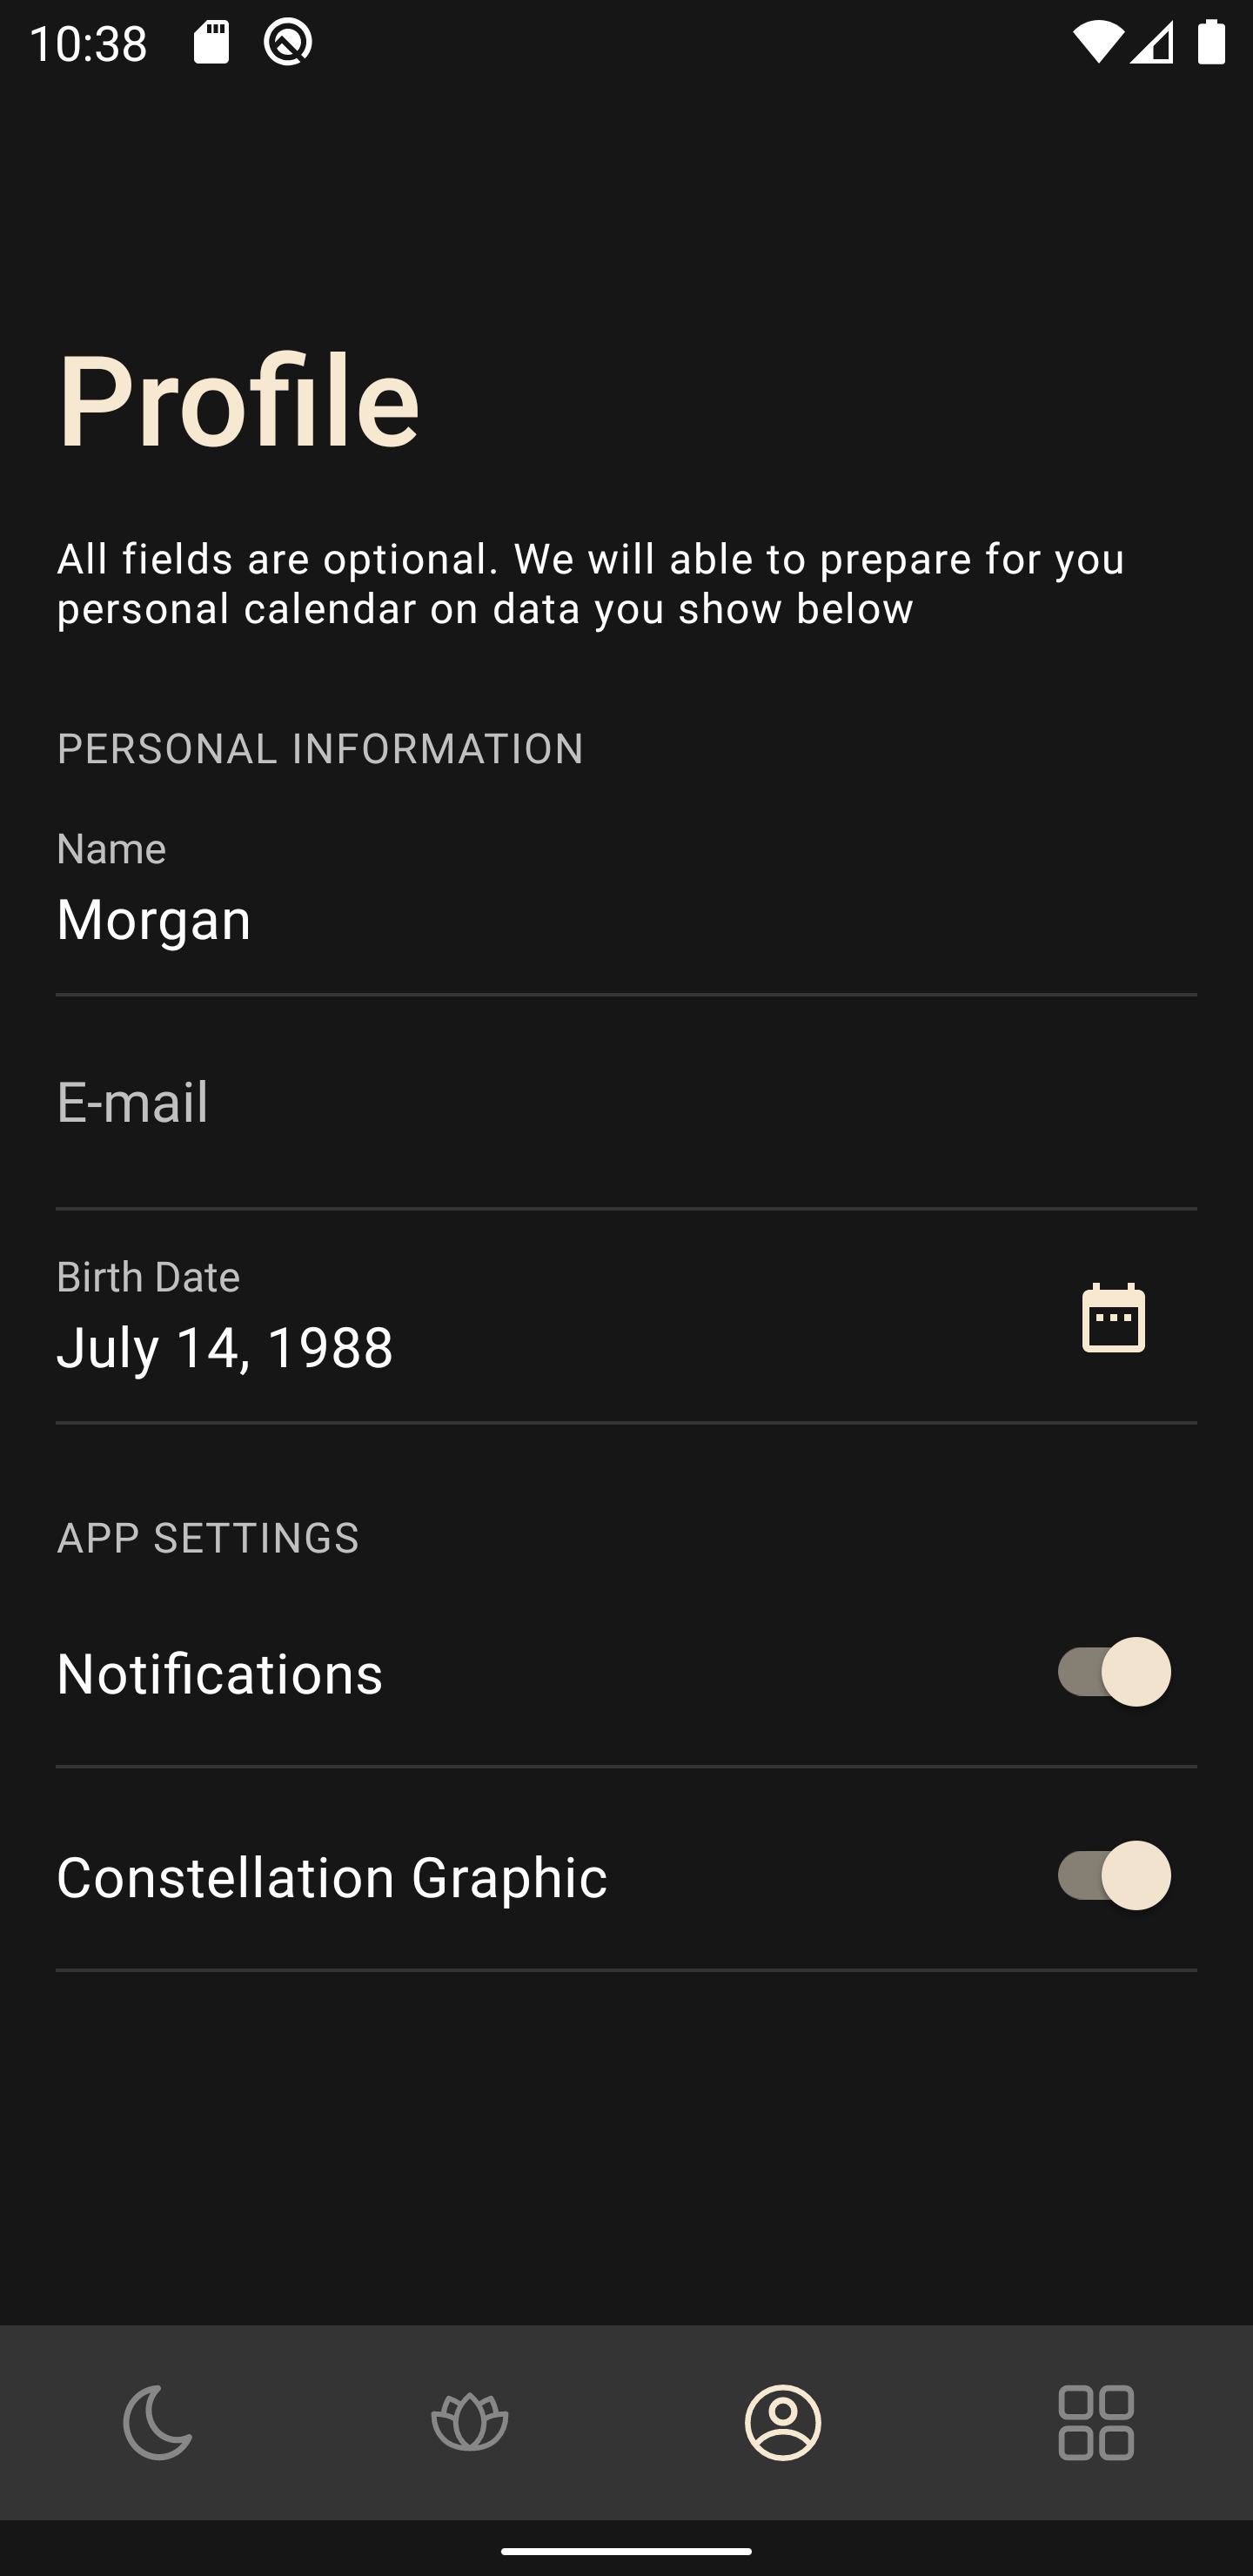 10:38
Profile
All fields are optional. We will able to prepare for you
personal calendar on data you show below
PERSONAL INFORMATION
Name
Morgan
E-mail
Birth Date
July 14, 1988
APP SETTINGS
Notifications
Constellation Graphic